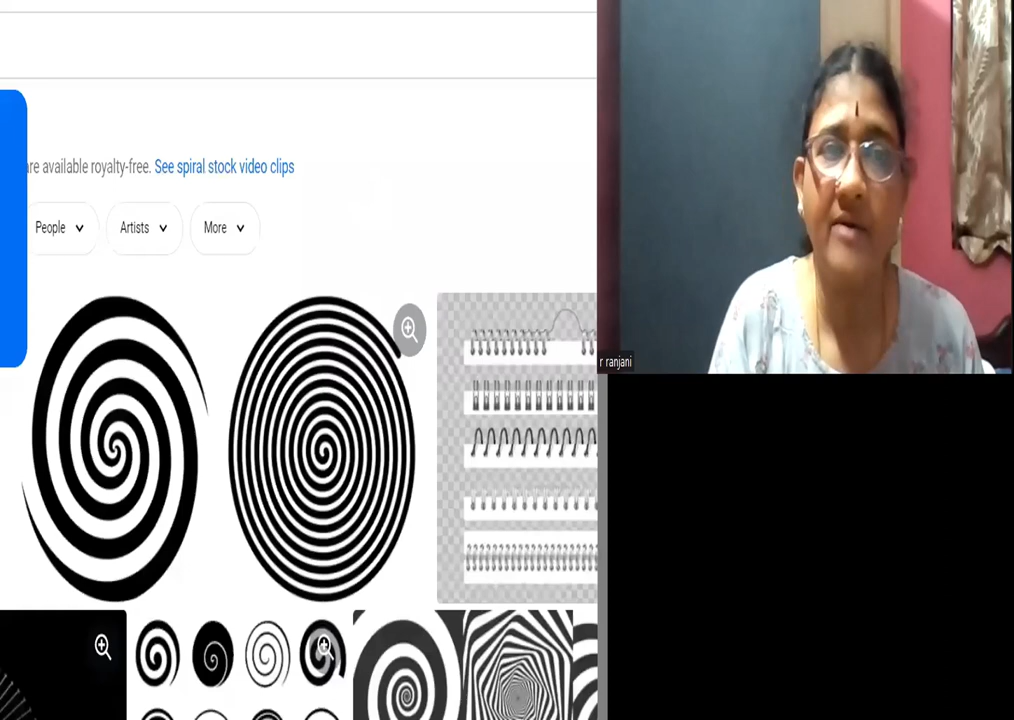 are available royalty-free. See spiral stock video clips
People
Artists
More
r ranjani